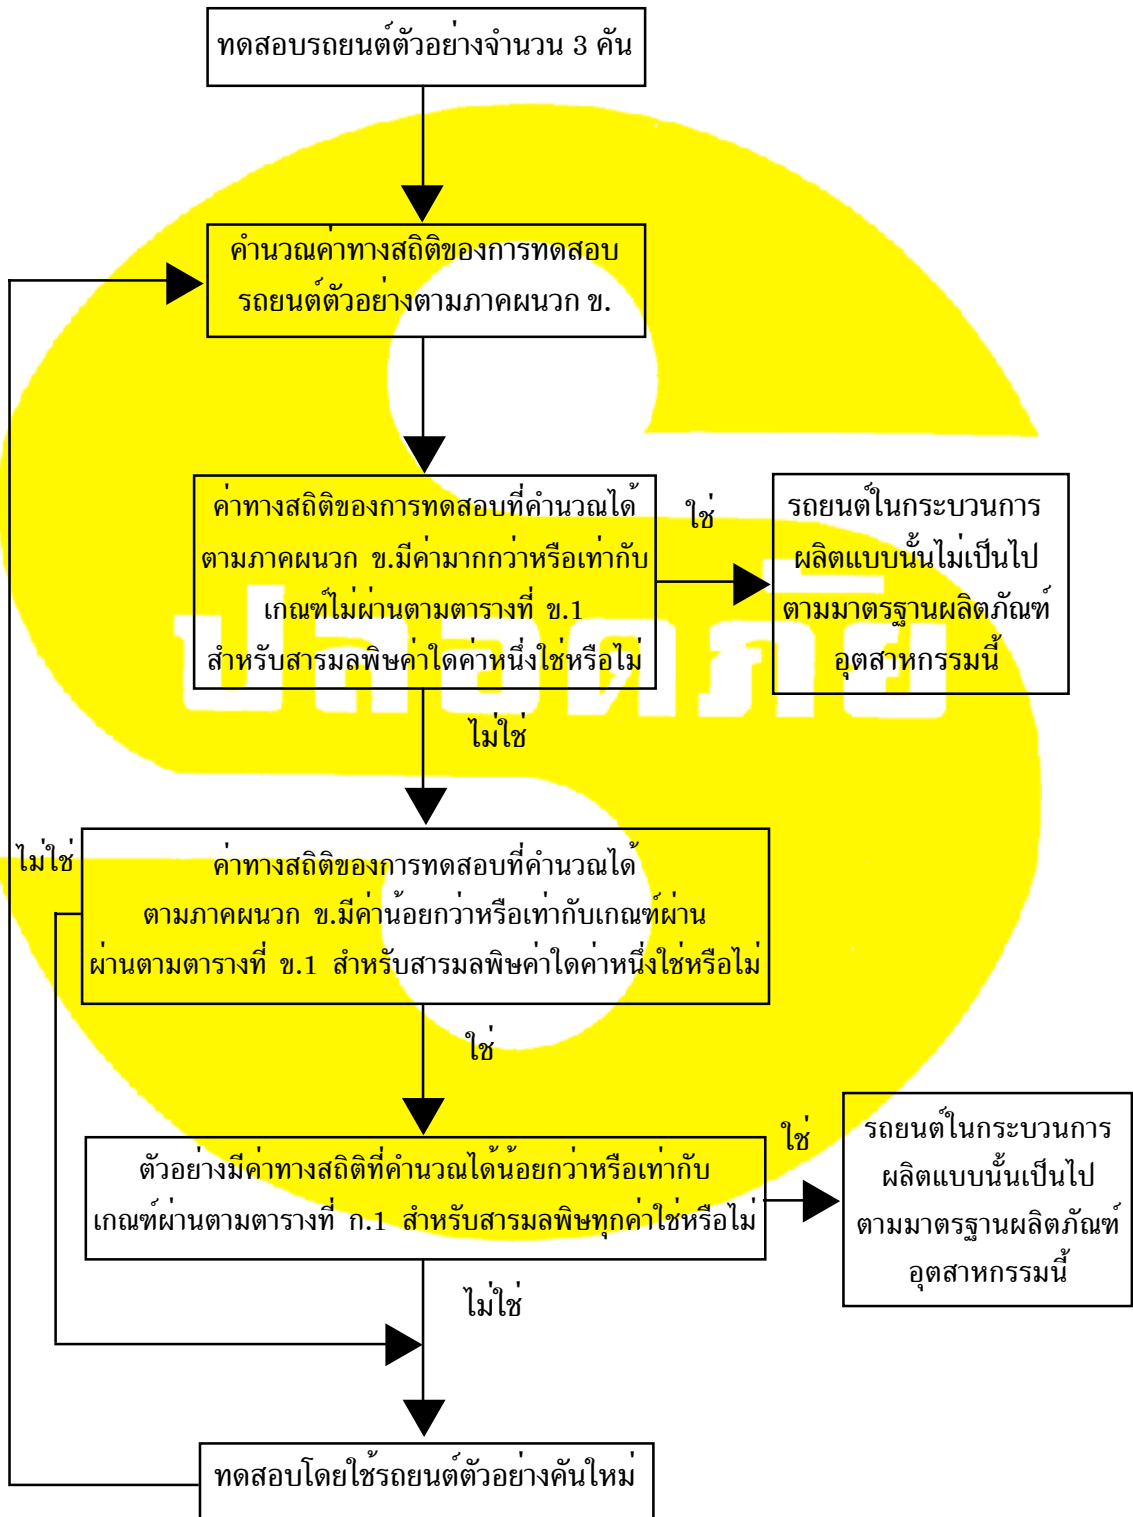 ทดสอบรถยนต์ตัวอย่างจำนวน 3 คัน
คำนวณค่าทางสถิติของการทดสอบ
รถยนต์ตัวอย่างตามภาคผนวก ข.
ค่าทางสถิติของการทดสอบที่คำนวณได้
ตามภาคผนวก ข.มีค่ามากกว่าหรือเท่ากับ
เกณฑ์ไม่ผ่านตามตารางที่ ข.1
สำหรับสารมลพิษค่าใดค่าหนึ่งใช่หรือไม่
ใช่
รถยนต์ในกระบวนการ
ผลิตแบบนั้นไม่เป็นไป
ตามมาตรฐานผลิตภัณฑ์
อุตสาหกรรมนี้
ปลอดภัย
ไม่ใช่
ไม่ใช่
ค่าทางสถิติของการทดสอบที่คำนวณได้
ตามภาคผนวก ข.มีค่าน้อยกว่าหรือเท่ากับเกณฑ์ผ่าน
ผ่านตามตารางที่ ข.1 สำหรับสารมลพิษค่าใดค่าหนึ่งใช่หรือไม่
ใช่
ตัวอย่างมีค่าทางสถิติที่คำนวณได้น้อยกว่าหรือเท่ากับ
เกณฑ์ผ่านตามตารางที่ ก.1 สำหรับสารมลพิษทุกค่าใช่หรือไม่
ใช่
รถยนต์ในกระบวนการ
ผลิตแบบนั้นเป็นไป
ตามมาตรฐานผลิตภัณฑ์
อุตสาหกรรมนี้
ไม่ใช่
ทดสอบโดยใช้รถยนต์ตัวอย่างคันใหม่